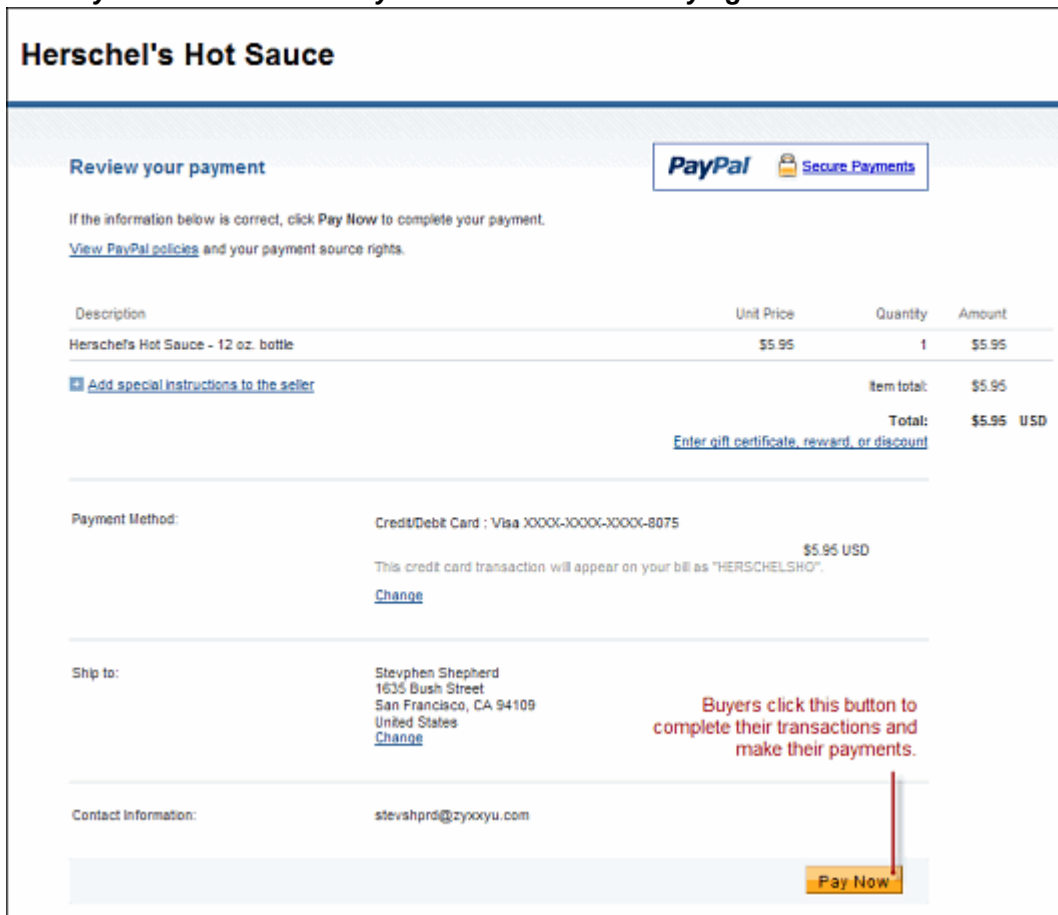 Herschel's Hot Sauce
Review your payment
PayPal Secure Payments
If the information below is correct, click Pay Now to complete your payment.
View PayPal policies and your payment source rights.
Description Unit Price Quantity Amount
Herschel's Hot Sauce - 12 oz. bottle $5.95 1 $5.95
Add special instructions to the seller Item total: $5.95
Total: $5.95 USD
Enter gift certificate, reward, or discount
Payment Method: Credit/Debit Card : Visa XXXX-XXXX-XXXX-8075
$5.95 USD
This credit card transaction will appear on your bill as "HERSCHELSHO".
Change
Ship to: Stevphen Shepherd
1635 Bush Street
San Francisco, CA 94109
United States
Change
Buyers click this button to
complete their transactions and
make their payments.
Contact Information: stevshprd@zyxxyu.com
Pay Now